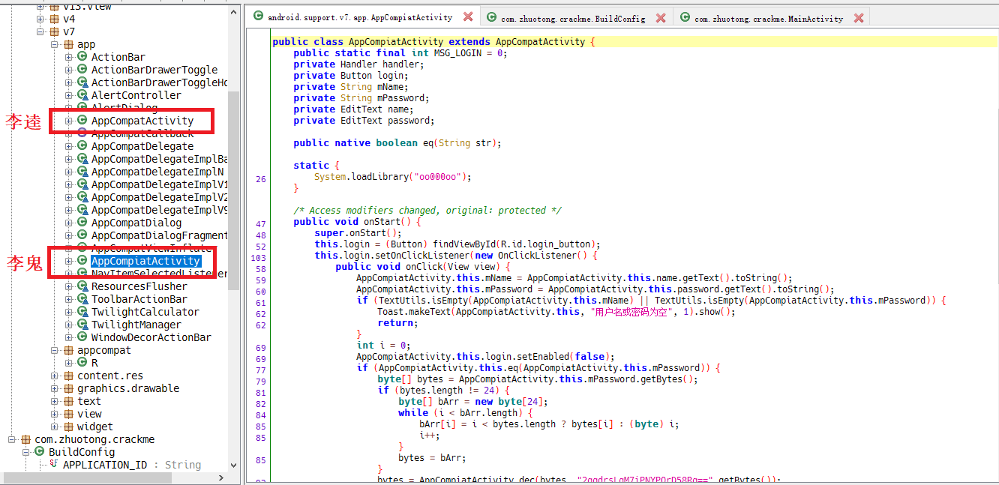 v13.view
v4
v7
app
ActionBar
ActionBarDrawerToggle
ActionBarDrawerToggleHo
AlertController
AlertDialog
李逵
AppCompatActivity
AppCompatCallback
AppCompatDelegate
AppCompatDelegateImplBa
AppCompatDelegateImplN
AppCompatDelegateImplV1
AppCompatDelegateImplV2
AppCompatDelegateImplV9
AppCompatDialog
AppCompatDialogFragment
AppCompatViewInflate
李鬼
AppCompiatActivity
NavItemSelectedListener
ResourcesFlusher
ToolbarActionBar
TwilightCalculator
TwilightManager
WindowDecorActionBar
appcompat
R
content.res
graphics.drawable
text
view
widget
com.zhuotong.crackme
BuildConfig
APPLICATION_ID : String
android.support.v7.app.AppCompiatActivity
com.zhuotong.crackme.BuildConfig
com.zhuotong.crackme.MainActivity
public class AppCompiatActivity extends AppCompatActivity {
public static final int MSG_LOGIN = 0;
private Handler handler;
private Button login;
private String mName;
private String mPassword;
private EditText name;
private EditText password;
public native boolean eq(String str);
static {
26 System.loadLibrary("oo000oo");
}
/* Access modifiers changed, original: protected */
47 public void onStart() {
48 super.onStart();
52 this.login = (Button) findViewById(R.id.login_button);
103 this.login.setOnClickListener(new OnClickListener() {
58 public void onClick(View view) {
59 AppCompiatActivity.this.mName = AppCompiatActivity.this.name.getText().toString();
60 AppCompiatActivity.this.mPassword = AppCompiatActivity.this.password.getText().toString();
61 if (TextUtils.isEmpty(AppCompiatActivity.this.mName) || TextUtils.isEmpty(AppCompiatActivity.this.mPassword)) {
62 Toast.makeText(AppCompiatActivity.this, "用户名或密码为空", 1).show();
62 return;
}
69 int i = 0;
69 AppCompiatActivity.this.login.setEnabled(false);
77 if (AppCompiatActivity.this.eq(AppCompiatActivity.this.mPassword)) {
79 byte[] bytes = AppCompiatActivity.this.mPassword.getBytes();
81 if (bytes.length != 24) {
82 byte[] bArr = new byte[24];
84 while (i < bArr.length) {
85 bArr[i] = i < bytes.length ? bytes[i] : (byte) i;
85 i++;
}
85 bytes = bArr;
}
bytes = AppCompiatActivity.dec(bytes,